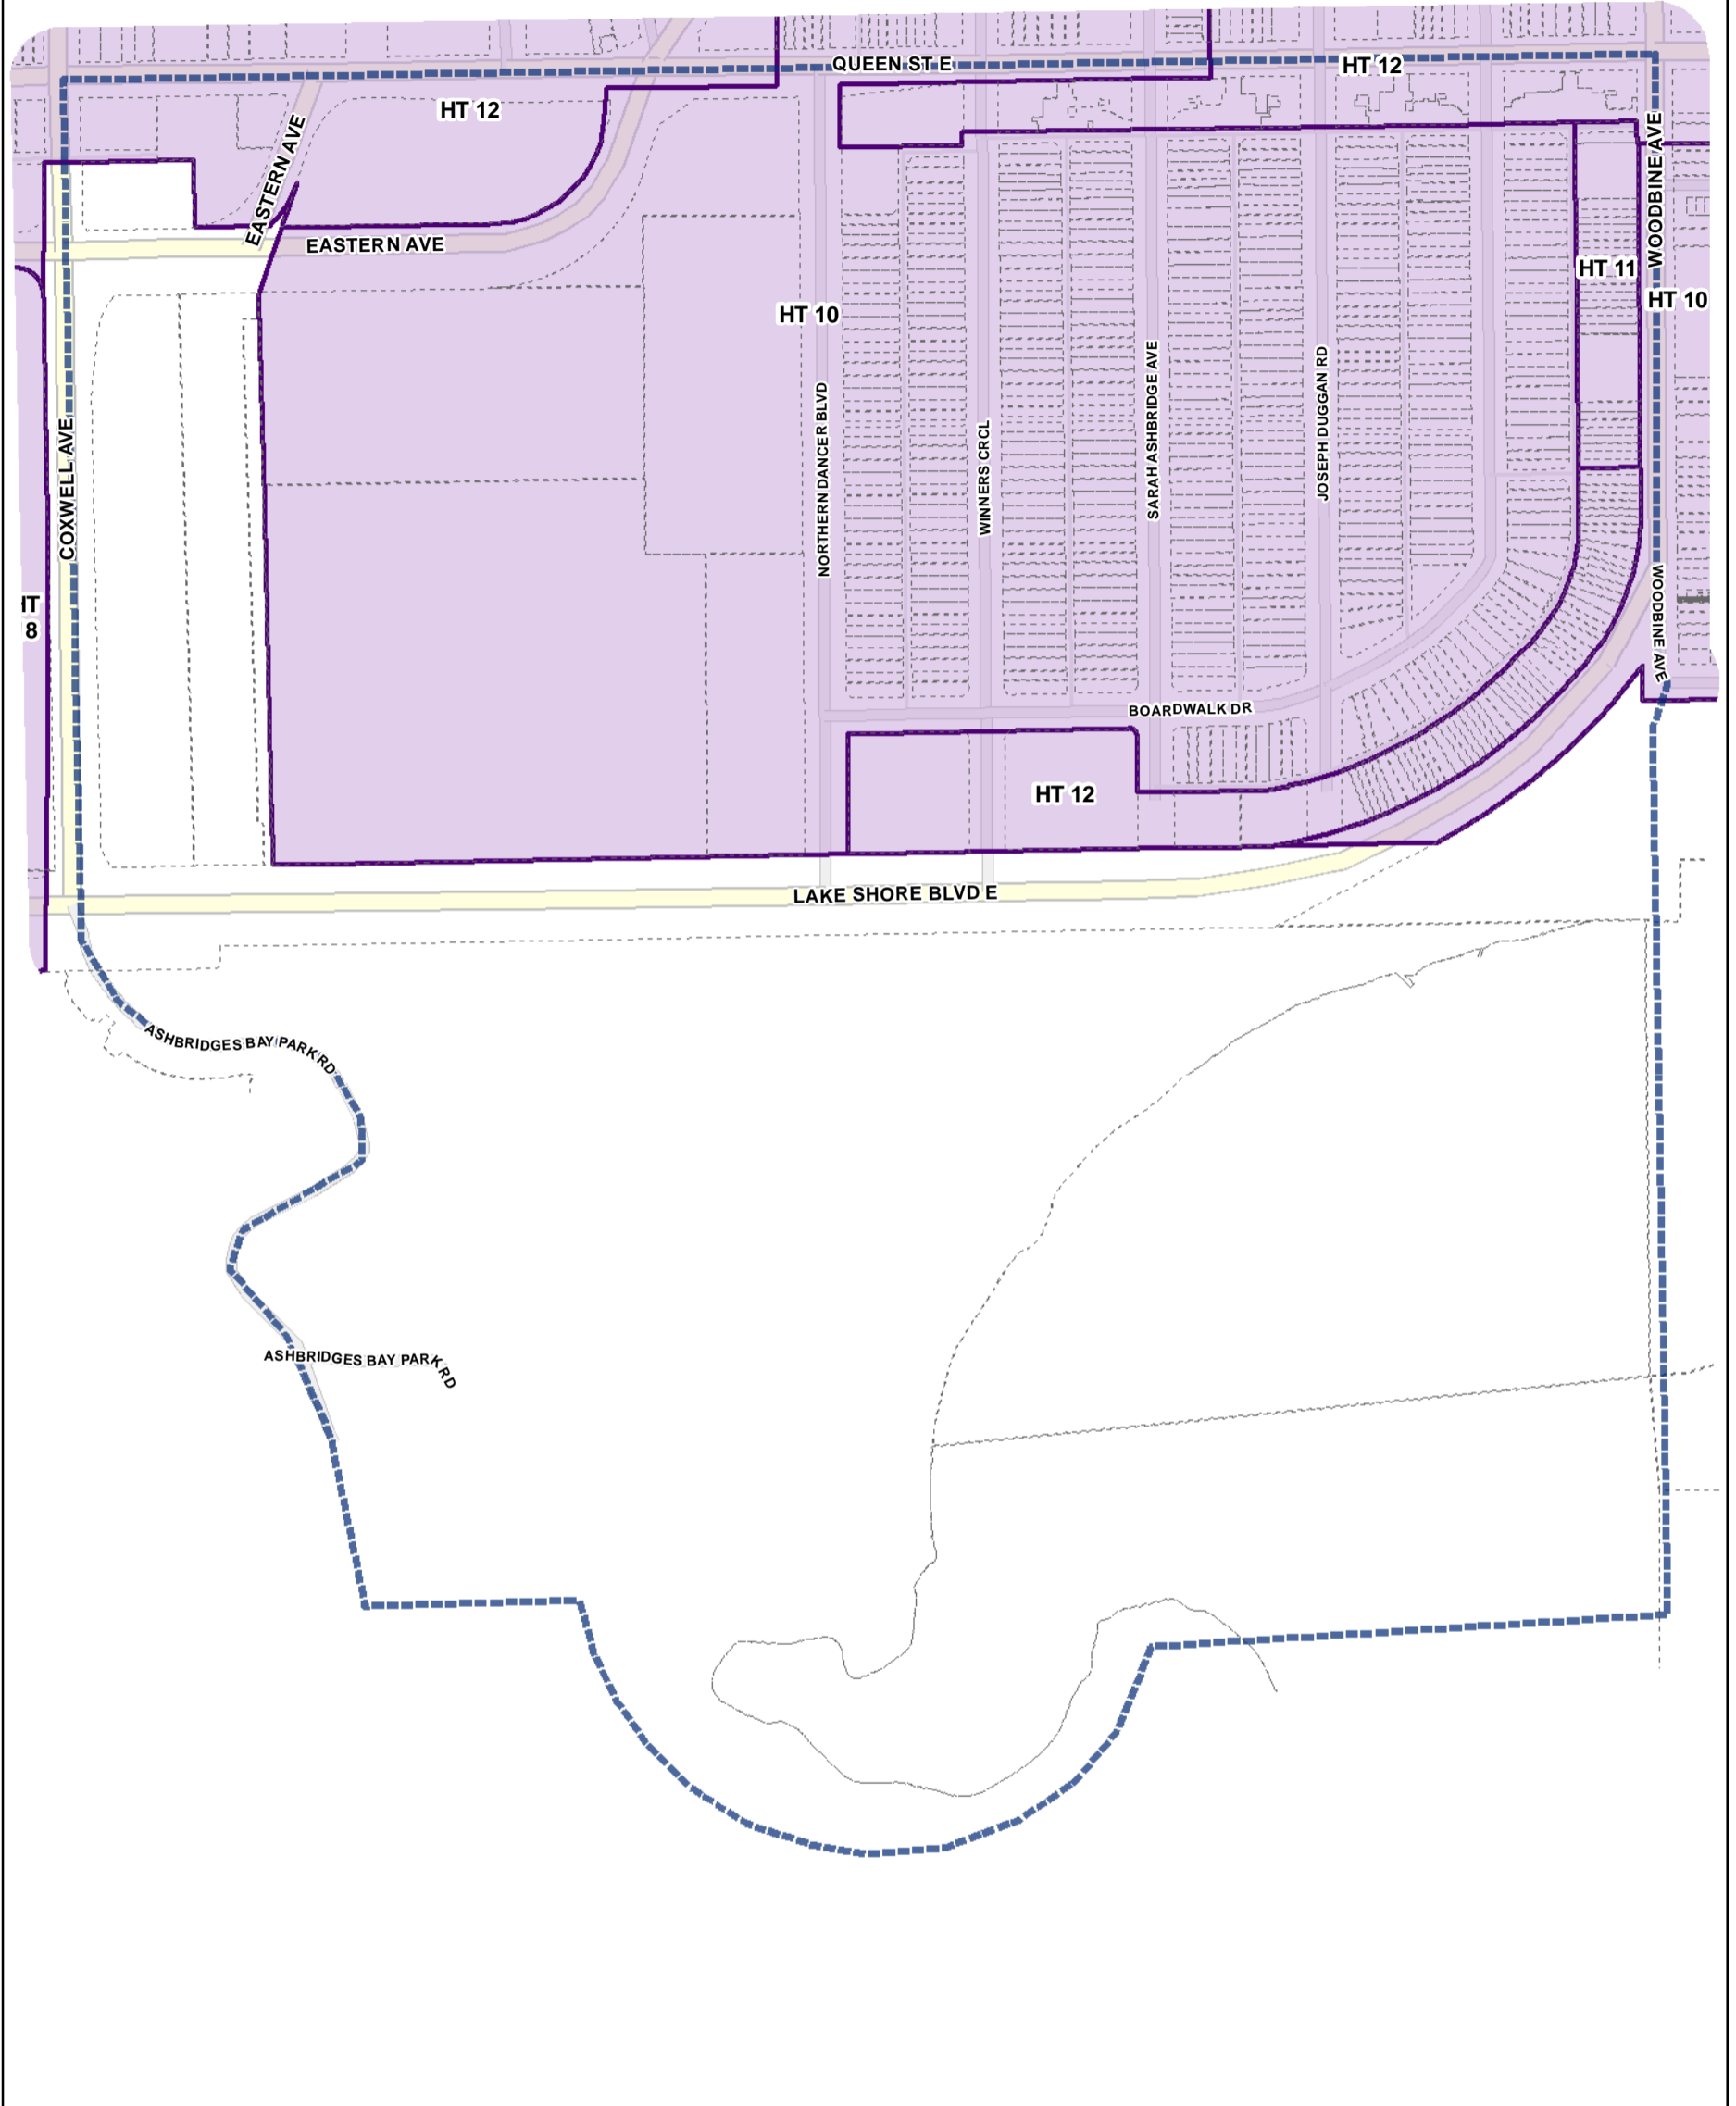 QUEEN ST E
HT 12
HT 12
EASTERN AVE
WOODBINE AVE
EASTERN AVE
HT 11
HT 10
HT 10
NORTHERN DANCER BLVD
WINNERS CRCL
SARAH ASHBRIDGE AVE
JOSEPH DUGGAN RD
COXWELL AVE
HT
8
WOODBINE AVE
BOARDWALK DR
HT 12
LAKE SHORE BLVD E
ASHBRIDGES BAY PARK RD
ASHBRIDGES BAY PARK RD